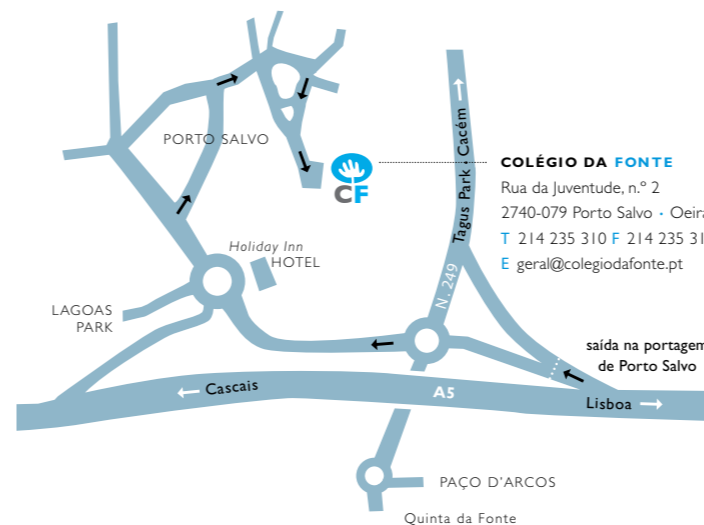 PORTO SALVO
CF
Tagus Park · Cacém
COLÉGIO DA FONTE
Rua da Juventude, n.º 2
2740-079 Porto Salvo · Oeira
T 214 235 310 F 214 235 31
E geral@colegiodafonte.pt
Holiday Inn
HOTEL
N. 249
LAGOAS
PARK
saída na portagem
de Porto Salvo
Cascais
A5
Lisboa
PAÇO D'ARCOS
Quinta da Fonte